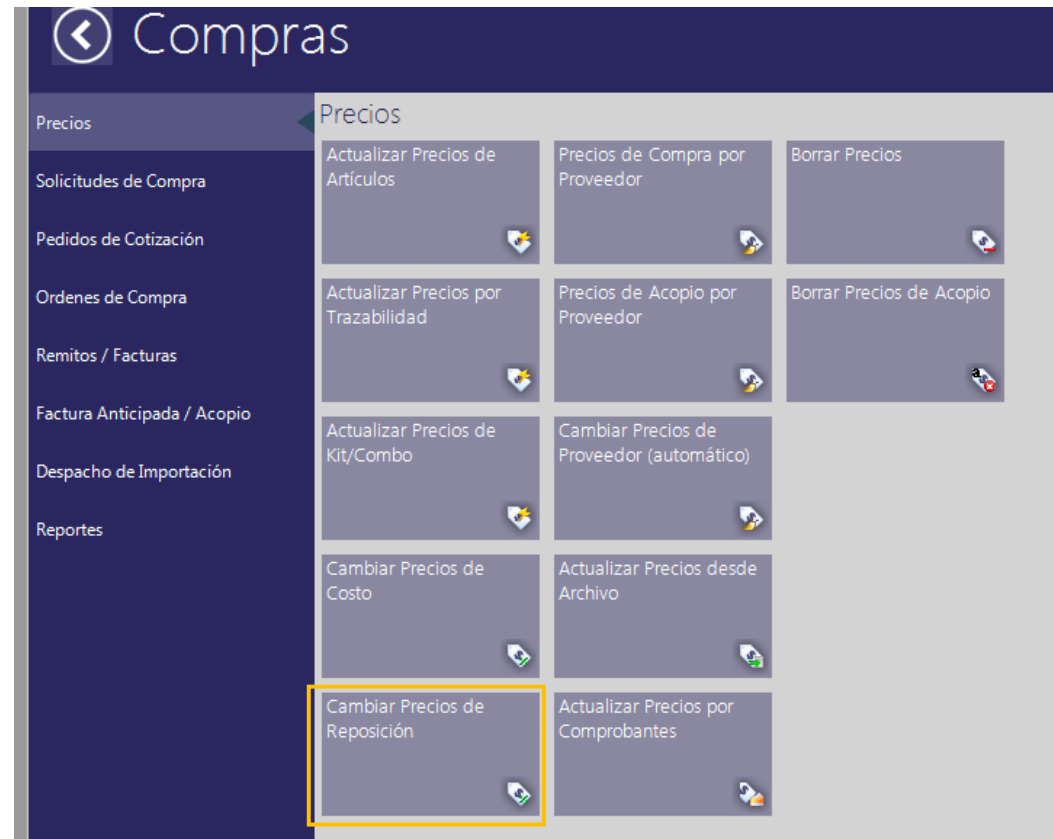 Compras
Precios
Solicitudes de Compra
Pedidos de Cotización
Ordenes de Compra
Remitos / Facturas
Factura Anticipada / Acopio
Despacho de Importación
Reportes
Precios
Actualizar Precios de
Artículos
Precios de Compra por
Proveedor
Borrar Precios
Actualizar Precios por
Trazabilidad
Precios de Acopio por
Proveedor
Borrar Precios de Acopio
Actualizar Precios de
Kit/Combo
Cambiar Precios de
Proveedor (automático)
Cambiar Precios de
Costo
Actualizar Precios desde
Archivo
Cambiar Precios de
Reposición
Actualizar Precios por
Comprobantes